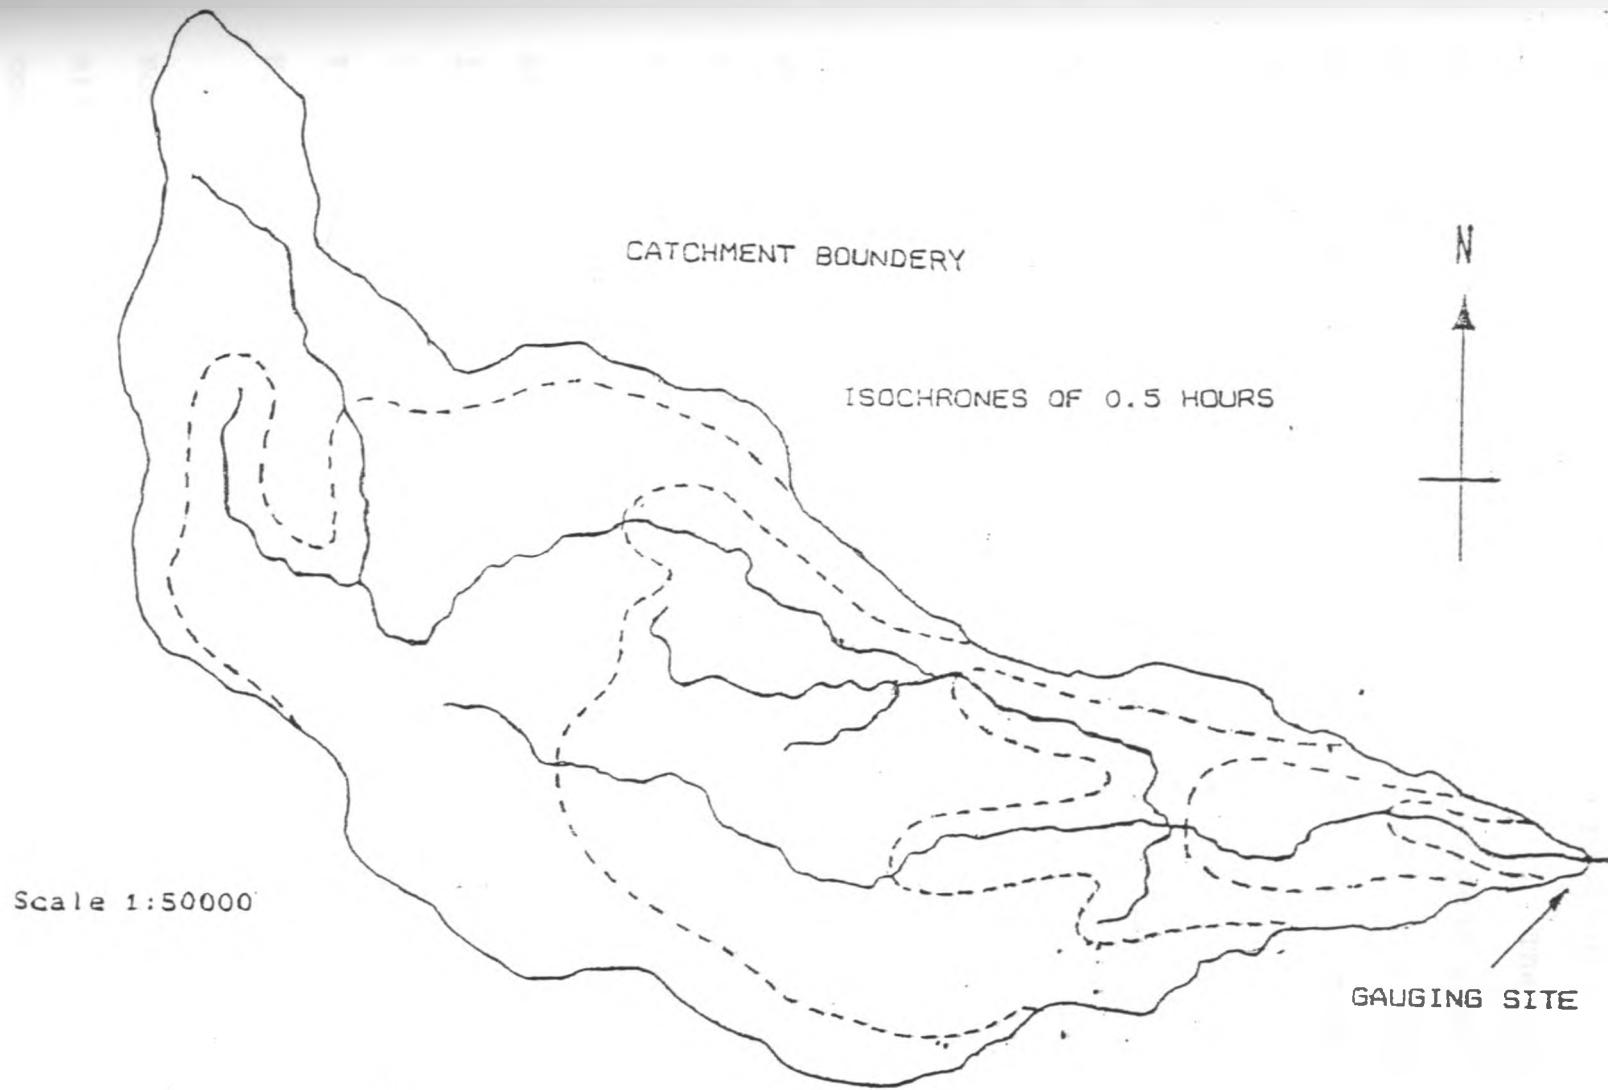 CATCHMENT BOUNDERY
N
ISOCHRONES OF 0.5 HOURS
Scale 1:50000
GAUGING SITE